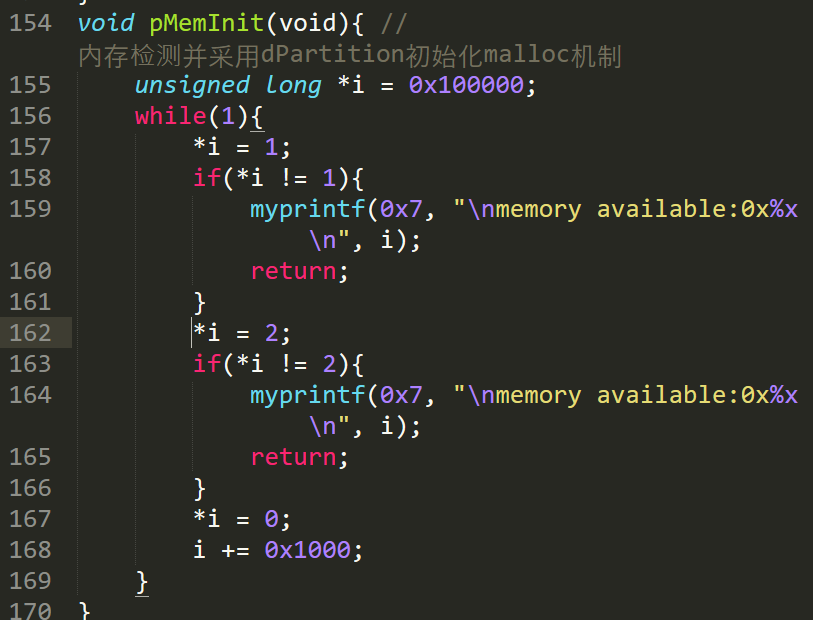 154 void pMemInit(void){ //
内存检测并采用dPartition初始化malloc机制
155 unsigned long *i = 0x100000;
156 while(1){
157 *i = 1;
158 if(*i != 1){
159 myprintf(0x7, "\nmemory available:0x%x
\n", i);
160 return;
161 }
162 *i = 2;
163 if(*i != 2){
164 myprintf(0x7, "\nmemory available:0x%x
\n", i);
165 return;
166 }
167 *i = 0;
168 i += 0x1000;
169 }
170 }